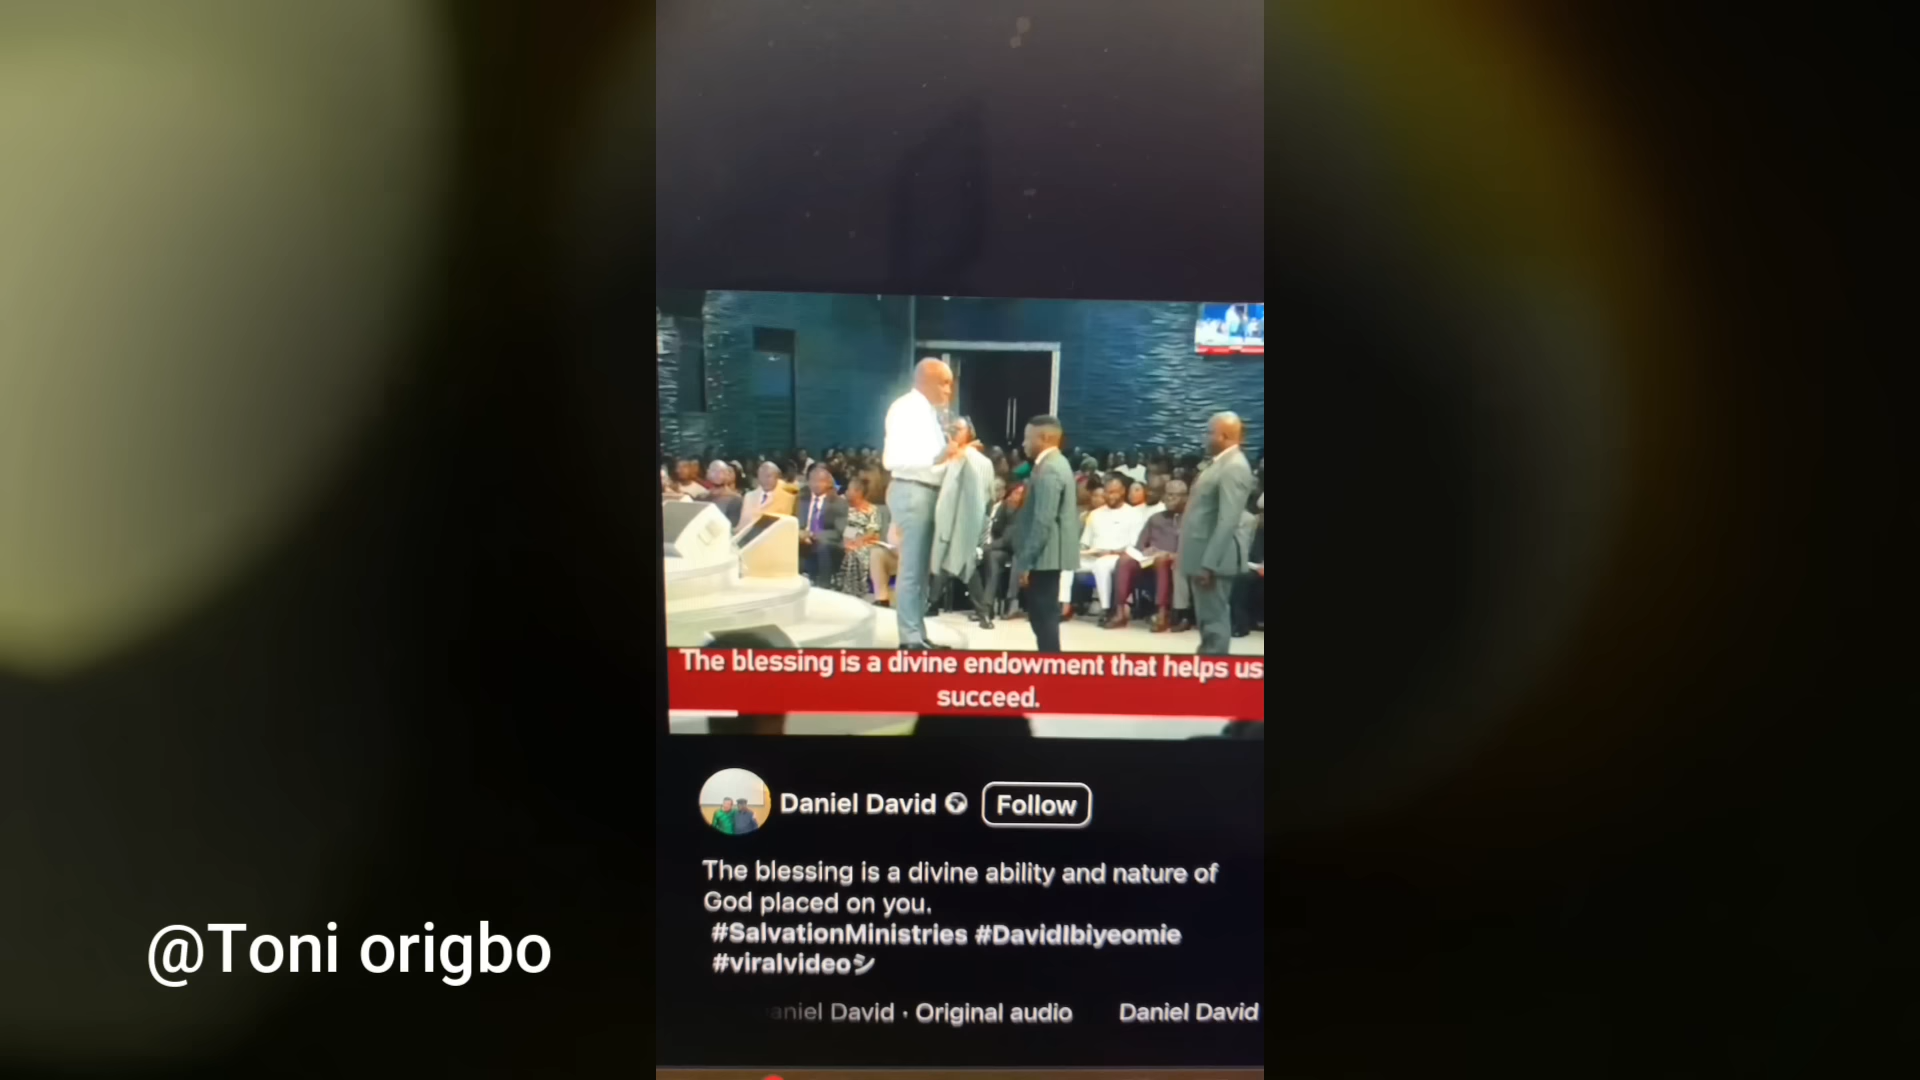 The blessing is a divine endowment that helps us
succeed.
Daniel David
Follow
The blessing is a divine ability and nature of
God placed on you.
#SalvationMinistries #DavidIbiyeomie
#viralvideoシ
aniel David · Original audio Daniel David
@Toni origbo